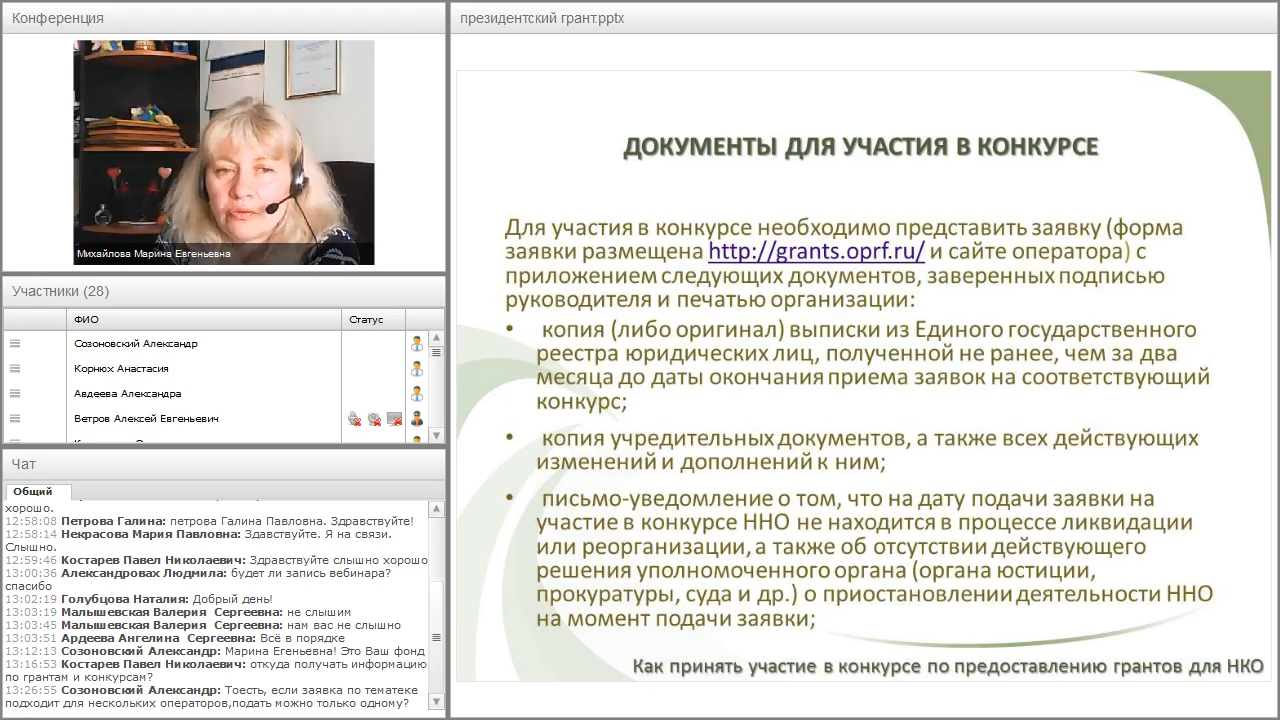 Конференция
Михайлова Марина Евгеньевна
Участники (28)
ФИО Статус
Созоновский Александр
Корнюх Анастасия
Авдеева Александра
Ветров Алексей Евгеньевич
Чат
Общий
хорошо.
12:58:08 Петрова Галина: петрова Галина Павловна. Здравствуйте!
12:58:14 Некрасова Мария Павловна: Здавствуйте. Я на связи.
Слышно.
12:59:46 Костарев Павел Николаевич: Здравствуйте слышно хорошо
13:00:36 Александровах Людмила: будет ли запись вебинара?
спасибо
13:02:19 Голубцова Наталия: Добрый день!
13:03:19 Малышевская Валерия Сергеевна: не слышим
13:03:45 Малышевская Валерия Сергеевна: нам вас не слышно
13:03:51 Ардеева Ангелина Сергеевна: Всё в порядке
13:12:13 Созоновский Александр: Марина Егеньевна! Это Ваш фонд
13:16:53 Костарев Павел Николаевич: откуда получать информацию
по грантам и конкурсам?
13:26:55 Созоновский Александр: Тоесть, если заявка по тематеке
подходит для нескольких операторов,подать можно только одному?
президентский грант.pptx
ДОКУМЕНТЫ ДЛЯ УЧАСТИЯ В КОНКУРСЕ
Для участия в конкурсе необходимо представить заявку (форма
заявки размещена http://grants.oprf.ru/ и сайте оператора) с
приложением следующих документов, заверенных подписью
руководителя и печатью организации:
• копия (либо оригинал) выписки из Единого государственного
реестра юридических лиц, полученной не ранее, чем за два
месяца до даты окончания приема заявок на соответствующий
конкурс;
• копия учредительных документов, а также всех действующих
изменений и дополнений к ним;
• письмо-уведомление о том, что на дату подачи заявки на
участие в конкурсе ННО не находится в процессе ликвидации
или реорганизации, а также об отсутствии действующего
решения уполномоченного органа (органа юстиции,
прокуратуры, суда и др.) о приостановлении деятельности ННО
на момент подачи заявки;
Как принять участие в конкурсе по предоставлению грантов для НКО